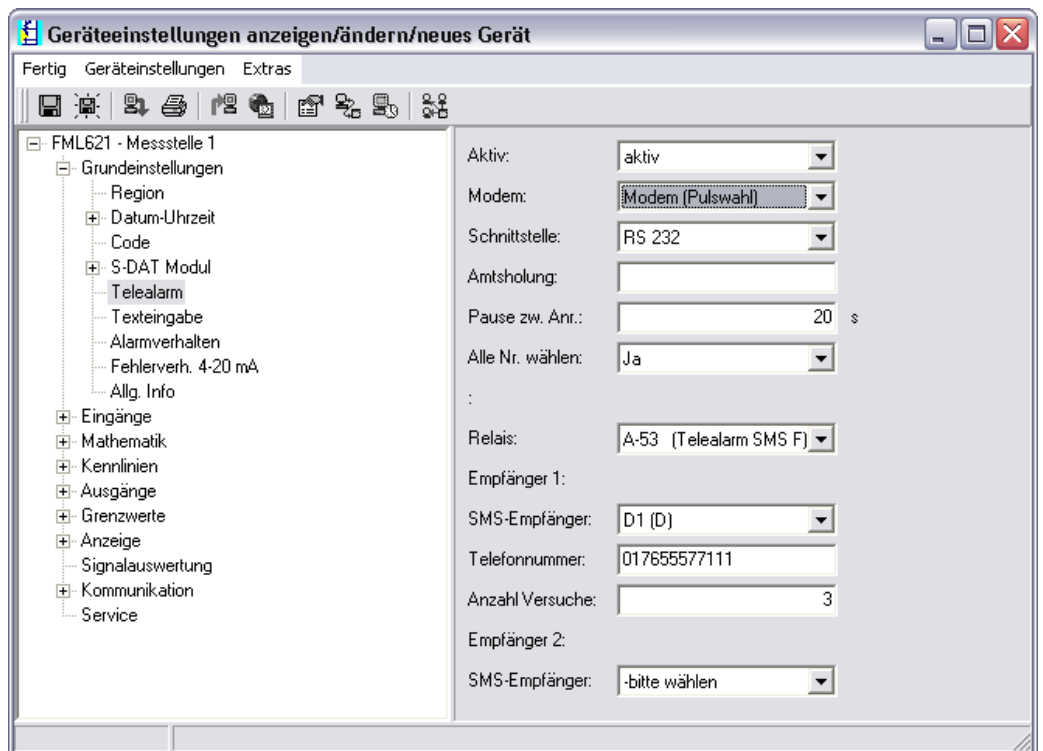 Geräteeinstellungen anzeigen/ändern/neues Gerät
Fertig Geräteinstellungen Extras
FML621 - Messstelle 1
Grundeinstellungen
Region
Datum-Uhrzeit
Code
S-DAT Modul
Telealarm
Texteingabe
Alarmverhalten
Fehlerverh. 4-20 mA
Allg. Info
Eingänge
Mathematik
Kennlinien
Ausgänge
Grenzwerte
Anzeige
Signalauswertung
Kommunikation
Service
Aktiv: aktiv
Modem: Modem (Pulswahl)
Schnittstelle: RS 232
Amtsholung:
Pause zw. Anr.: 20 s
Alle Nr. wählen: Ja
:
Relais: A-53 (Telealarm SMS F)
Empfänger 1:
SMS-Empfänger: D1 (D)
Telefonnummer: 017655577111
Anzahl Versuche: 3
Empfänger 2:
SMS-Empfänger: -bitte wählen